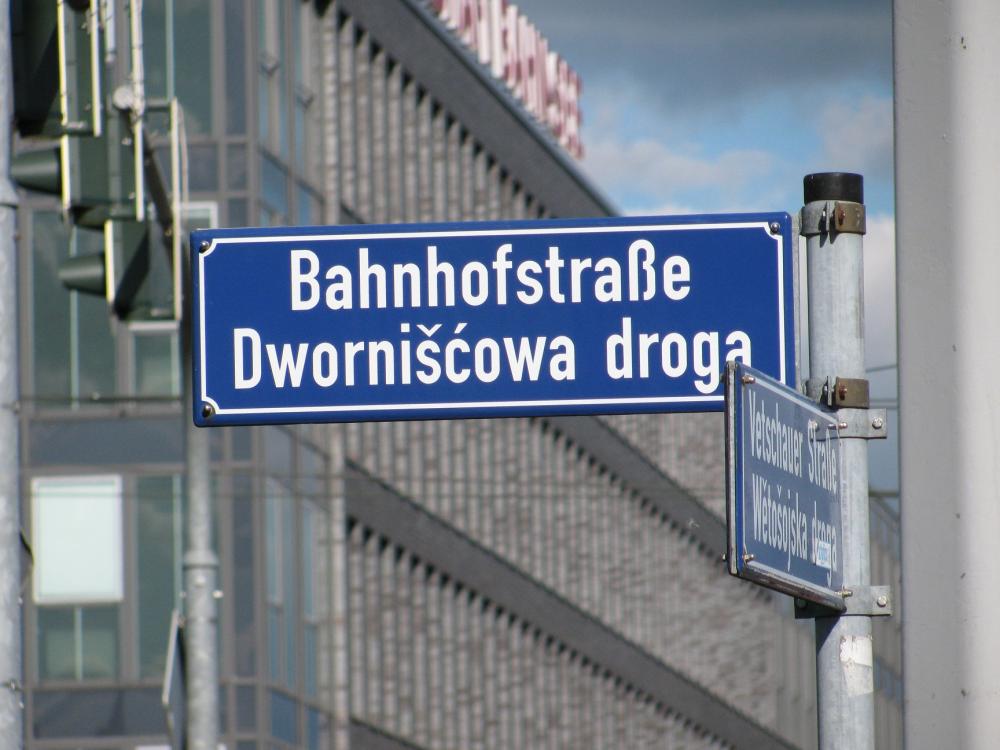 Bahnhofstraße
Dwornišćowa droga
Vetschauer Straße
Wětošojska droga